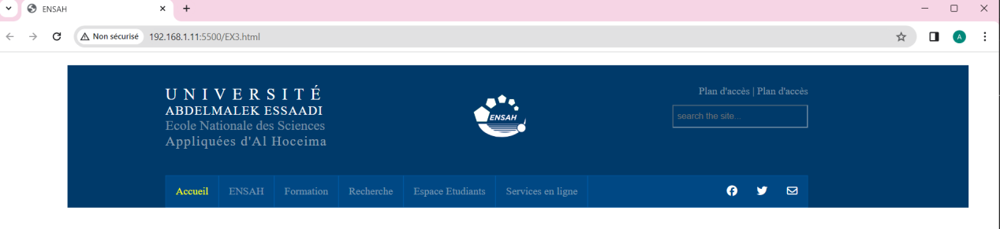 ENSAH
Non sécurisé 192.168.1.11:5500/EX3.html
A
UNIVERSITÉ
ABDELMALEK ESSAADI
Ecole Nationale des Sciences
Appliquées d'Al Hoceima
ENSAH
Plan d'accès | Plan d'accès
search the site...
Accueil ENSAH Formation Recherche Espace Etudiants Services en ligne